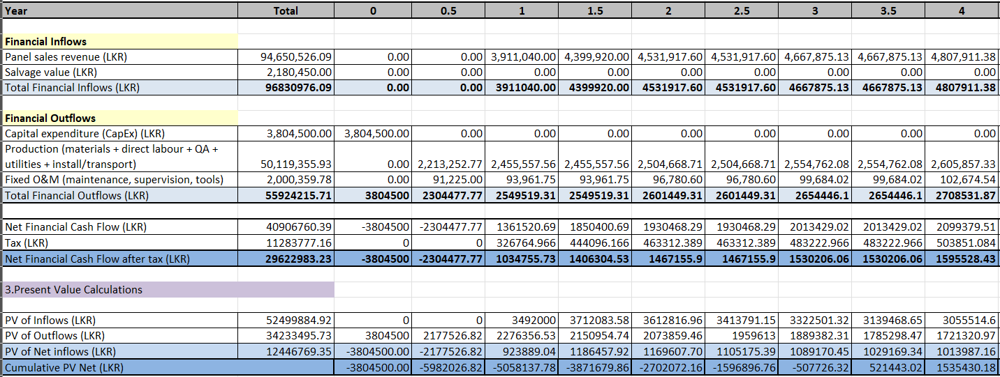 Year Total 0 0.5 1 1.5 2 2.5 3 3.5 4
Financial Inflows
Panel sales revenue (LKR) 94,650,526.09 0.00 0.00 3,911,040.00 4,399,920.00 4,531,917.60 4,531,917.60 4,667,875.13 4,667,875.13 4,807,911.38
Salvage value (LKR) 2,180,450.00 0.00 0.00 0.00 0.00 0.00 0.00 0.00 0.00 0.00
Total Financial Inflows (LKR) 96830976.09 0.00 0.00 3911040.00 4399920.00 4531917.60 4531917.60 4667875.13 4667875.13 4807911.38
Financial Outflows
Capital expenditure (CapEx) (LKR) 3,804,500.00 3,804,500.00 0.00 0.00 0.00 0.00 0.00 0.00 0.00 0.00
Production (materials + direct labour + QA +
utilities + install/transport) 50,119,355.93 0.00 2,213,252.77 2,455,557.56 2,455,557.56 2,504,668.71 2,504,668.71 2,554,762.08 2,554,762.08 2,605,857.33
Fixed O&M (maintenance, supervision, tools) 2,000,359.78 0.00 91,225.00 93,961.75 93,961.75 96,780.60 96,780.60 99,684.02 99,684.02 102,674.54
Total Financial Outflows (LKR) 55924215.71 3804500 2304477.77 2549519.31 2549519.31 2601449.31 2601449.31 2654446.1 2654446.1 2708531.87
Net Financial Cash Flow (LKR) 40906760.39 -3804500 -2304477.77 1361520.69 1850400.69 1930468.29 1930468.29 2013429.02 2013429.02 2099379.51
Tax (LKR) 11283777.16 0 0 326764.966 444096.166 463312.389 463312.389 483222.966 483222.966 503851.084
Net Financial Cash Flow after tax (LKR) 29622983.23 -3804500 -2304477.77 1034755.73 1406304.53 1467155.9 1467155.9 1530206.06 1530206.06 1595528.43
3.Present Value Calculations
PV of Inflows (LKR) 52499884.92 0 0 3492000 3712083.58 3612816.96 3413791.15 3322501.32 3139468.65 3055514.6
PV of Outflows (LKR) 34233495.73 3804500 2177526.82 2276356.53 2150954.74 2073859.46 1959613 1889382.31 1785298.47 1721320.97
PV of Net inflows (LKR) 12446769.35 -3804500.00 -2177526.82 923889.04 1186457.92 1169607.70 1105175.39 1089170.45 1029169.34 1013987.16
Cumulative PV Net (LKR) -3804500.00 -5982026.82 -5058137.78 -3871679.86 -2702072.16 -1596896.76 -507726.32 521443.02 1535430.18